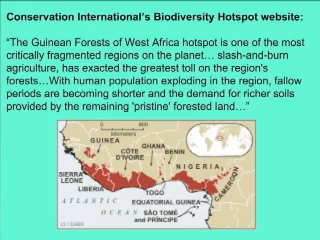 Conservation International's Biodiversity Hotspot website:
“The Guinean Forests of West Africa hotspot is one of the most
critically fragmented regions on the planet… slash-and-burn
agriculture, has exacted the greatest toll on the region's
forests…With human population exploding in the region, fallow
periods are becoming shorter and the demand for richer soils
provided by the remaining 'pristine' forested land…”
kilometers
GUINEA
CÔTE
D'IVOIRE
GHANA
BENIN
NIGERIA
SIERRA
LEONE
LIBERIA
TOGO
CAMEROON
ATLANTIC
OCEAN
EQUATORIAL GUINEA
SÃO TOMÉ
and PRÍNCIPE